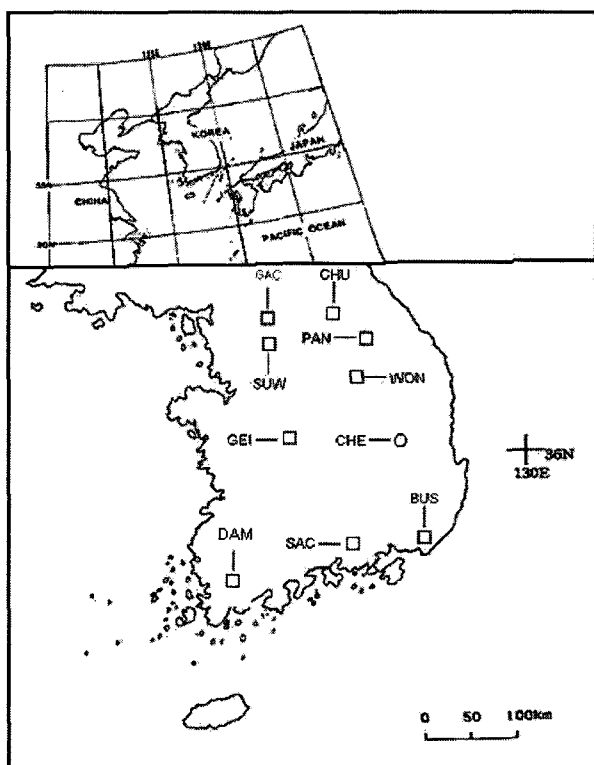 KOREA
JAPAN
CHINA
PACIFIC OCEAN
GAC CHU
PAN
SUW WON
GEI CHE
36N
130E
BUS
DAM SAC
0 50 100km